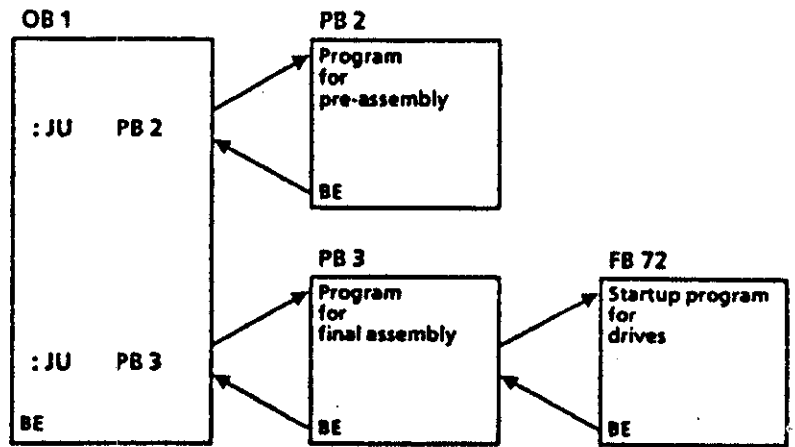 OB 1
:JU PB 2
:JU PB 3
BE
PB 2
Program
for
pre-assembly
BE
PB 3
Program
for
final assembly
BE
FB 72
Startup program
for
drives
BE